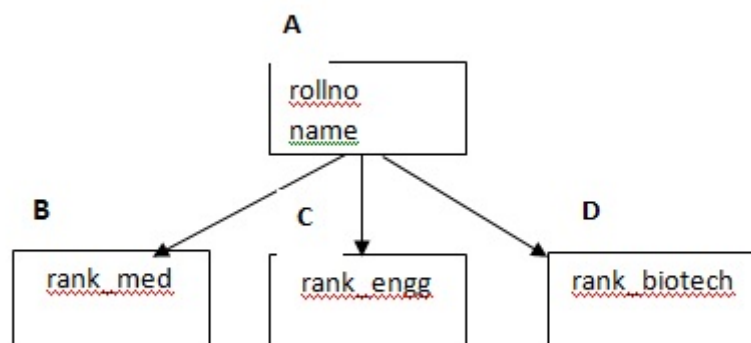 A
rollno
name
B
C
D
rank_med
rank_engg
rank_biotech